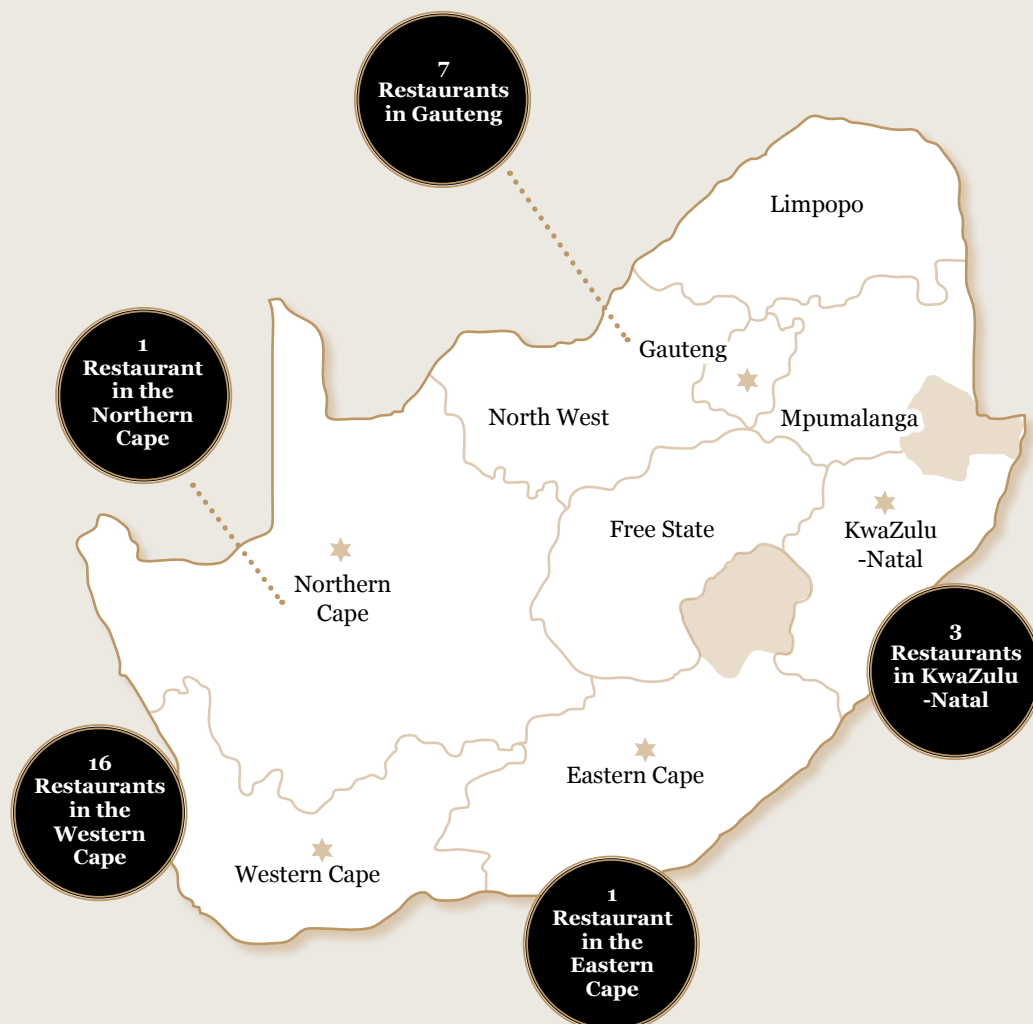 7
Restaurants
in Gauteng
Limpopo
1
Restaurant
in the
Northern
Cape
Gauteng
North West
Mpumalanga
Free State
KwaZulu
-Natal
Northern
Cape
3
Restaurants
in KwaZulu
-Natal
16
Restaurants
in the
Western
Cape
Eastern Cape
Western Cape
1
Restaurant
in the
Eastern
Cape